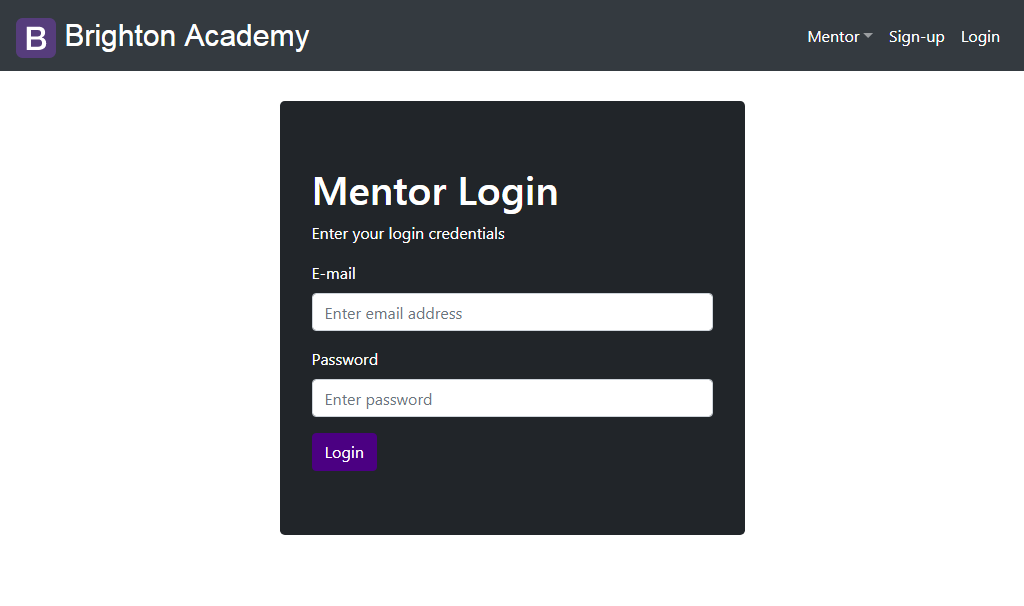 B Brighton Academy
Mentor Sign-up Login
Mentor Login
Enter your login credentials
E-mail
Enter email address
Password
Enter password
Login